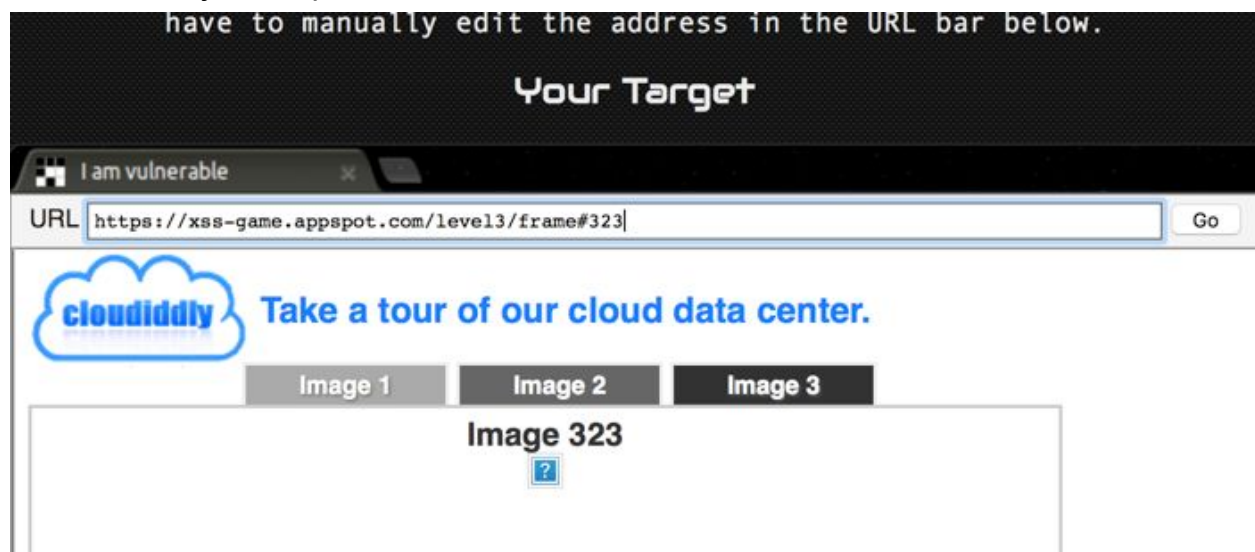 have to manually edit the address in the URL bar below.
Your Target
I am vulnerable
URL https://xss-game.appspot.com/level3/frame#323 Go
cloudiddly Take a tour of our cloud data center.
Image 1 Image 2 Image 3
Image 323
?